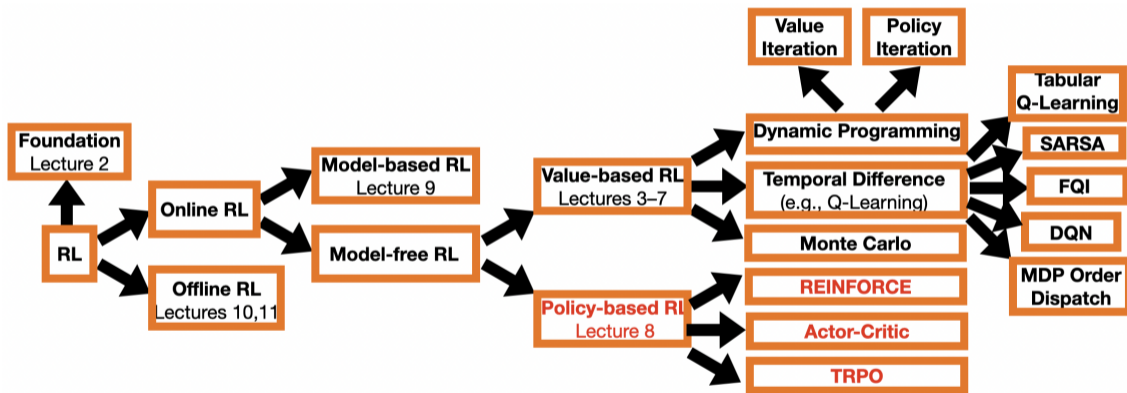 Value
Iteration
Policy
Iteration
Tabular
Q-Learning
Foundation
Lecture 2
Dynamic Programming
SARSA
Model-based RL
Lecture 9
Value-based RL
Lectures 3–7
Temporal Difference
(e.g., Q-Learning)
FQI
Online RL
DQN
RL
Model-free RL
Monte Carlo
MDP Order
Dispatch
Offline RL
Lectures 10,11
REINFORCE
Policy-based RL
Lecture 8
Actor-Critic
TRPO